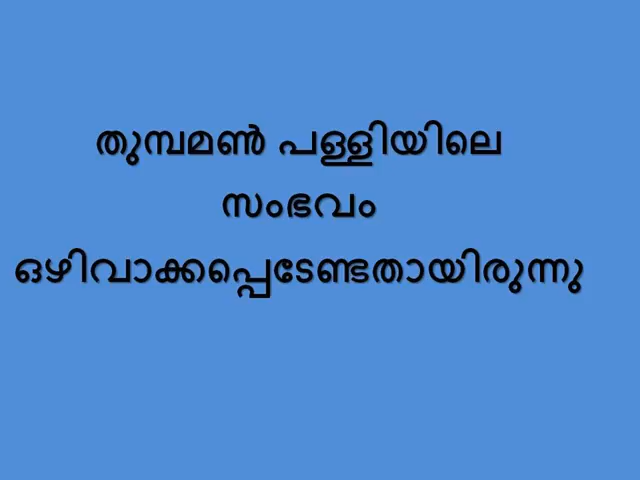 തുമ്പമൺ പള്ളിയിലെ
സംഭവം
ഒഴിവാക്കപ്പെടേണ്ടതായിരുന്നു